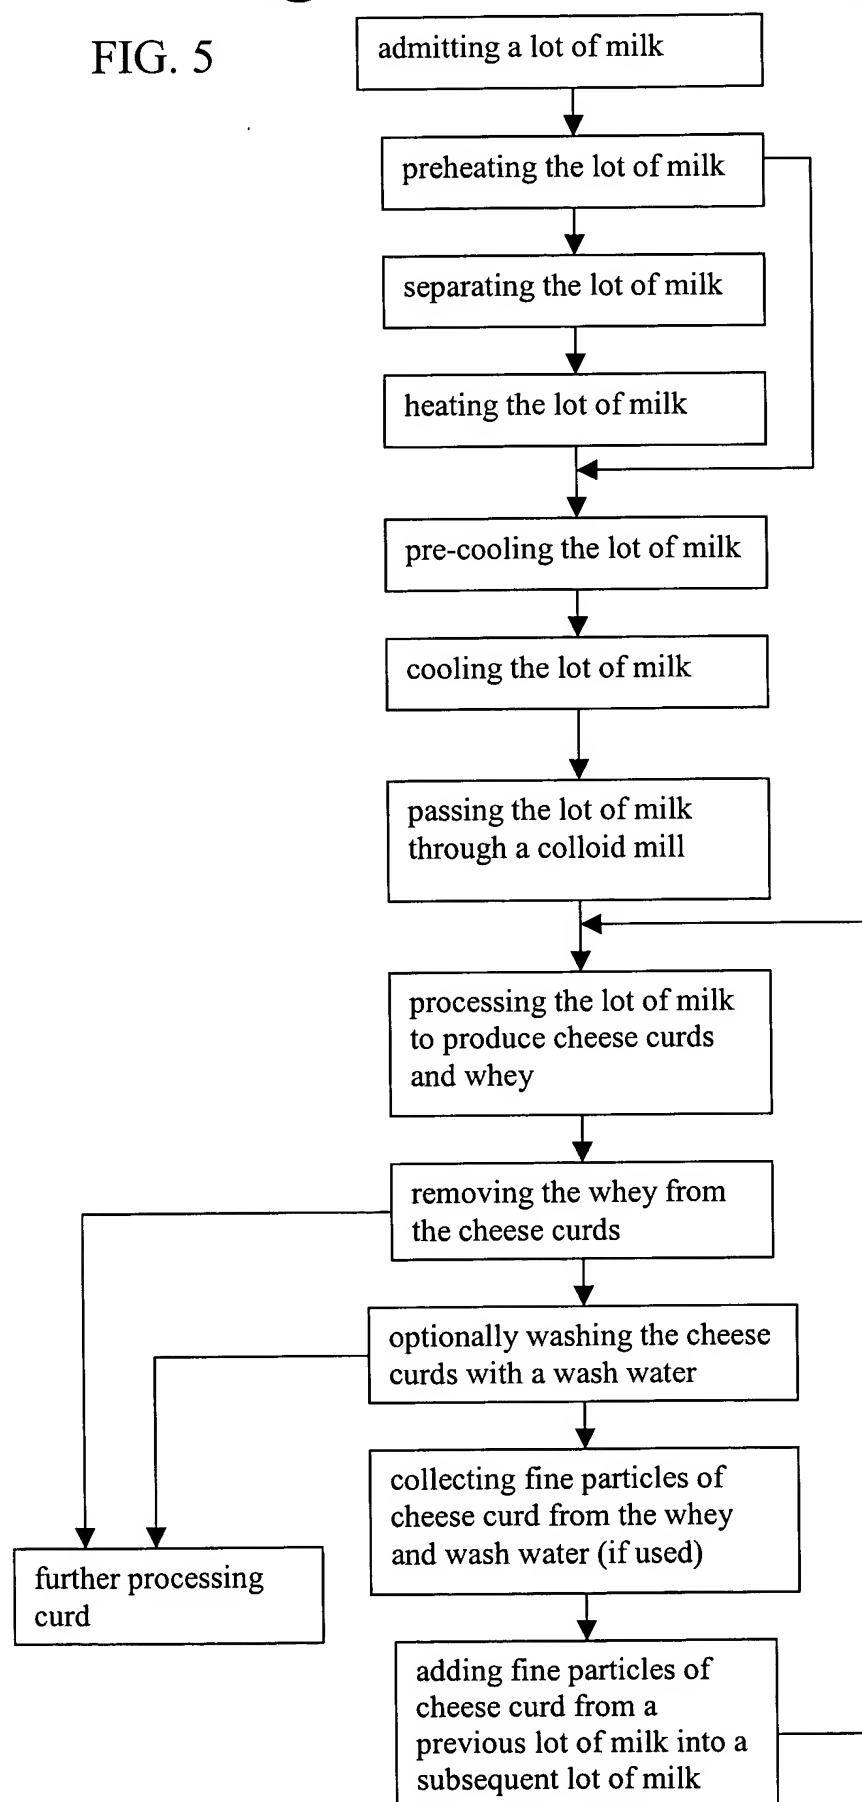 FIG. 5
admitting a lot of milk
preheating the lot of milk
separating the lot of milk
heating the lot of milk
pre-cooling the lot of milk
cooling the lot of milk
passing the lot of milk
through a colloid mill
processing the lot of milk
to produce cheese curds
and whey
removing the whey from
the cheese curds
optionally washing the cheese
curds with a wash water
collecting fine particles of
cheese curd from the whey
and wash water (if used)
further processing
curd
adding fine particles of
cheese curd from a
previous lot of milk into a
subsequent lot of milk